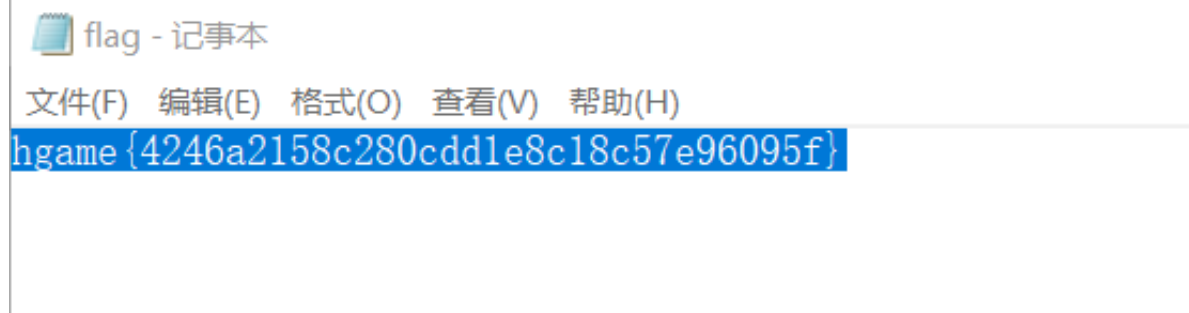 flag - 记事本
文件(F) 编辑(E) 格式(O) 查看(V) 帮助(H)
hgame{4246a2158c280cdd1e8c18c57e96095f}